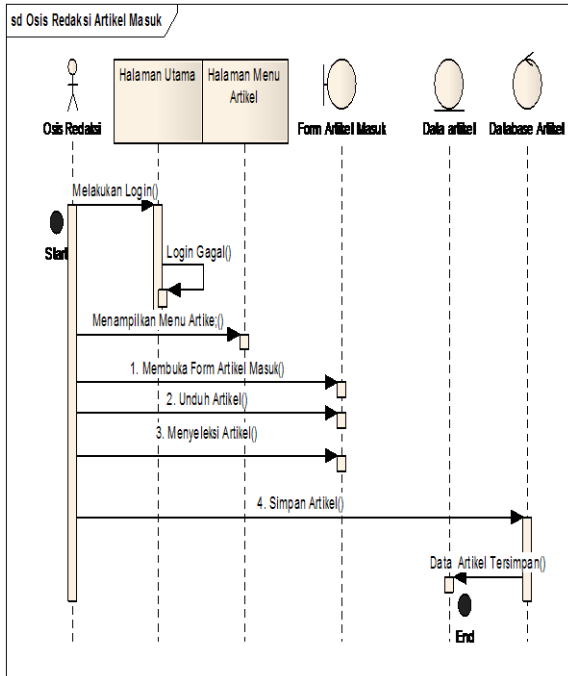 sd Osis Redaksi Artikel Masuk
Osis Redaksi
Halaman Utama
Halaman Menu
Artikel
Form Artikel Masuk
Data artikel
Database Artikel
Melakukan Login()
Start
Login Gagal()
Menampilkan Menu Artike;()
1. Membuka Form Artikel Masuk()
2. Unduh Artikel()
3. Menyeleksi Artikel()
4. Simpan Artikel()
Data Artikel Tersimpan()
End